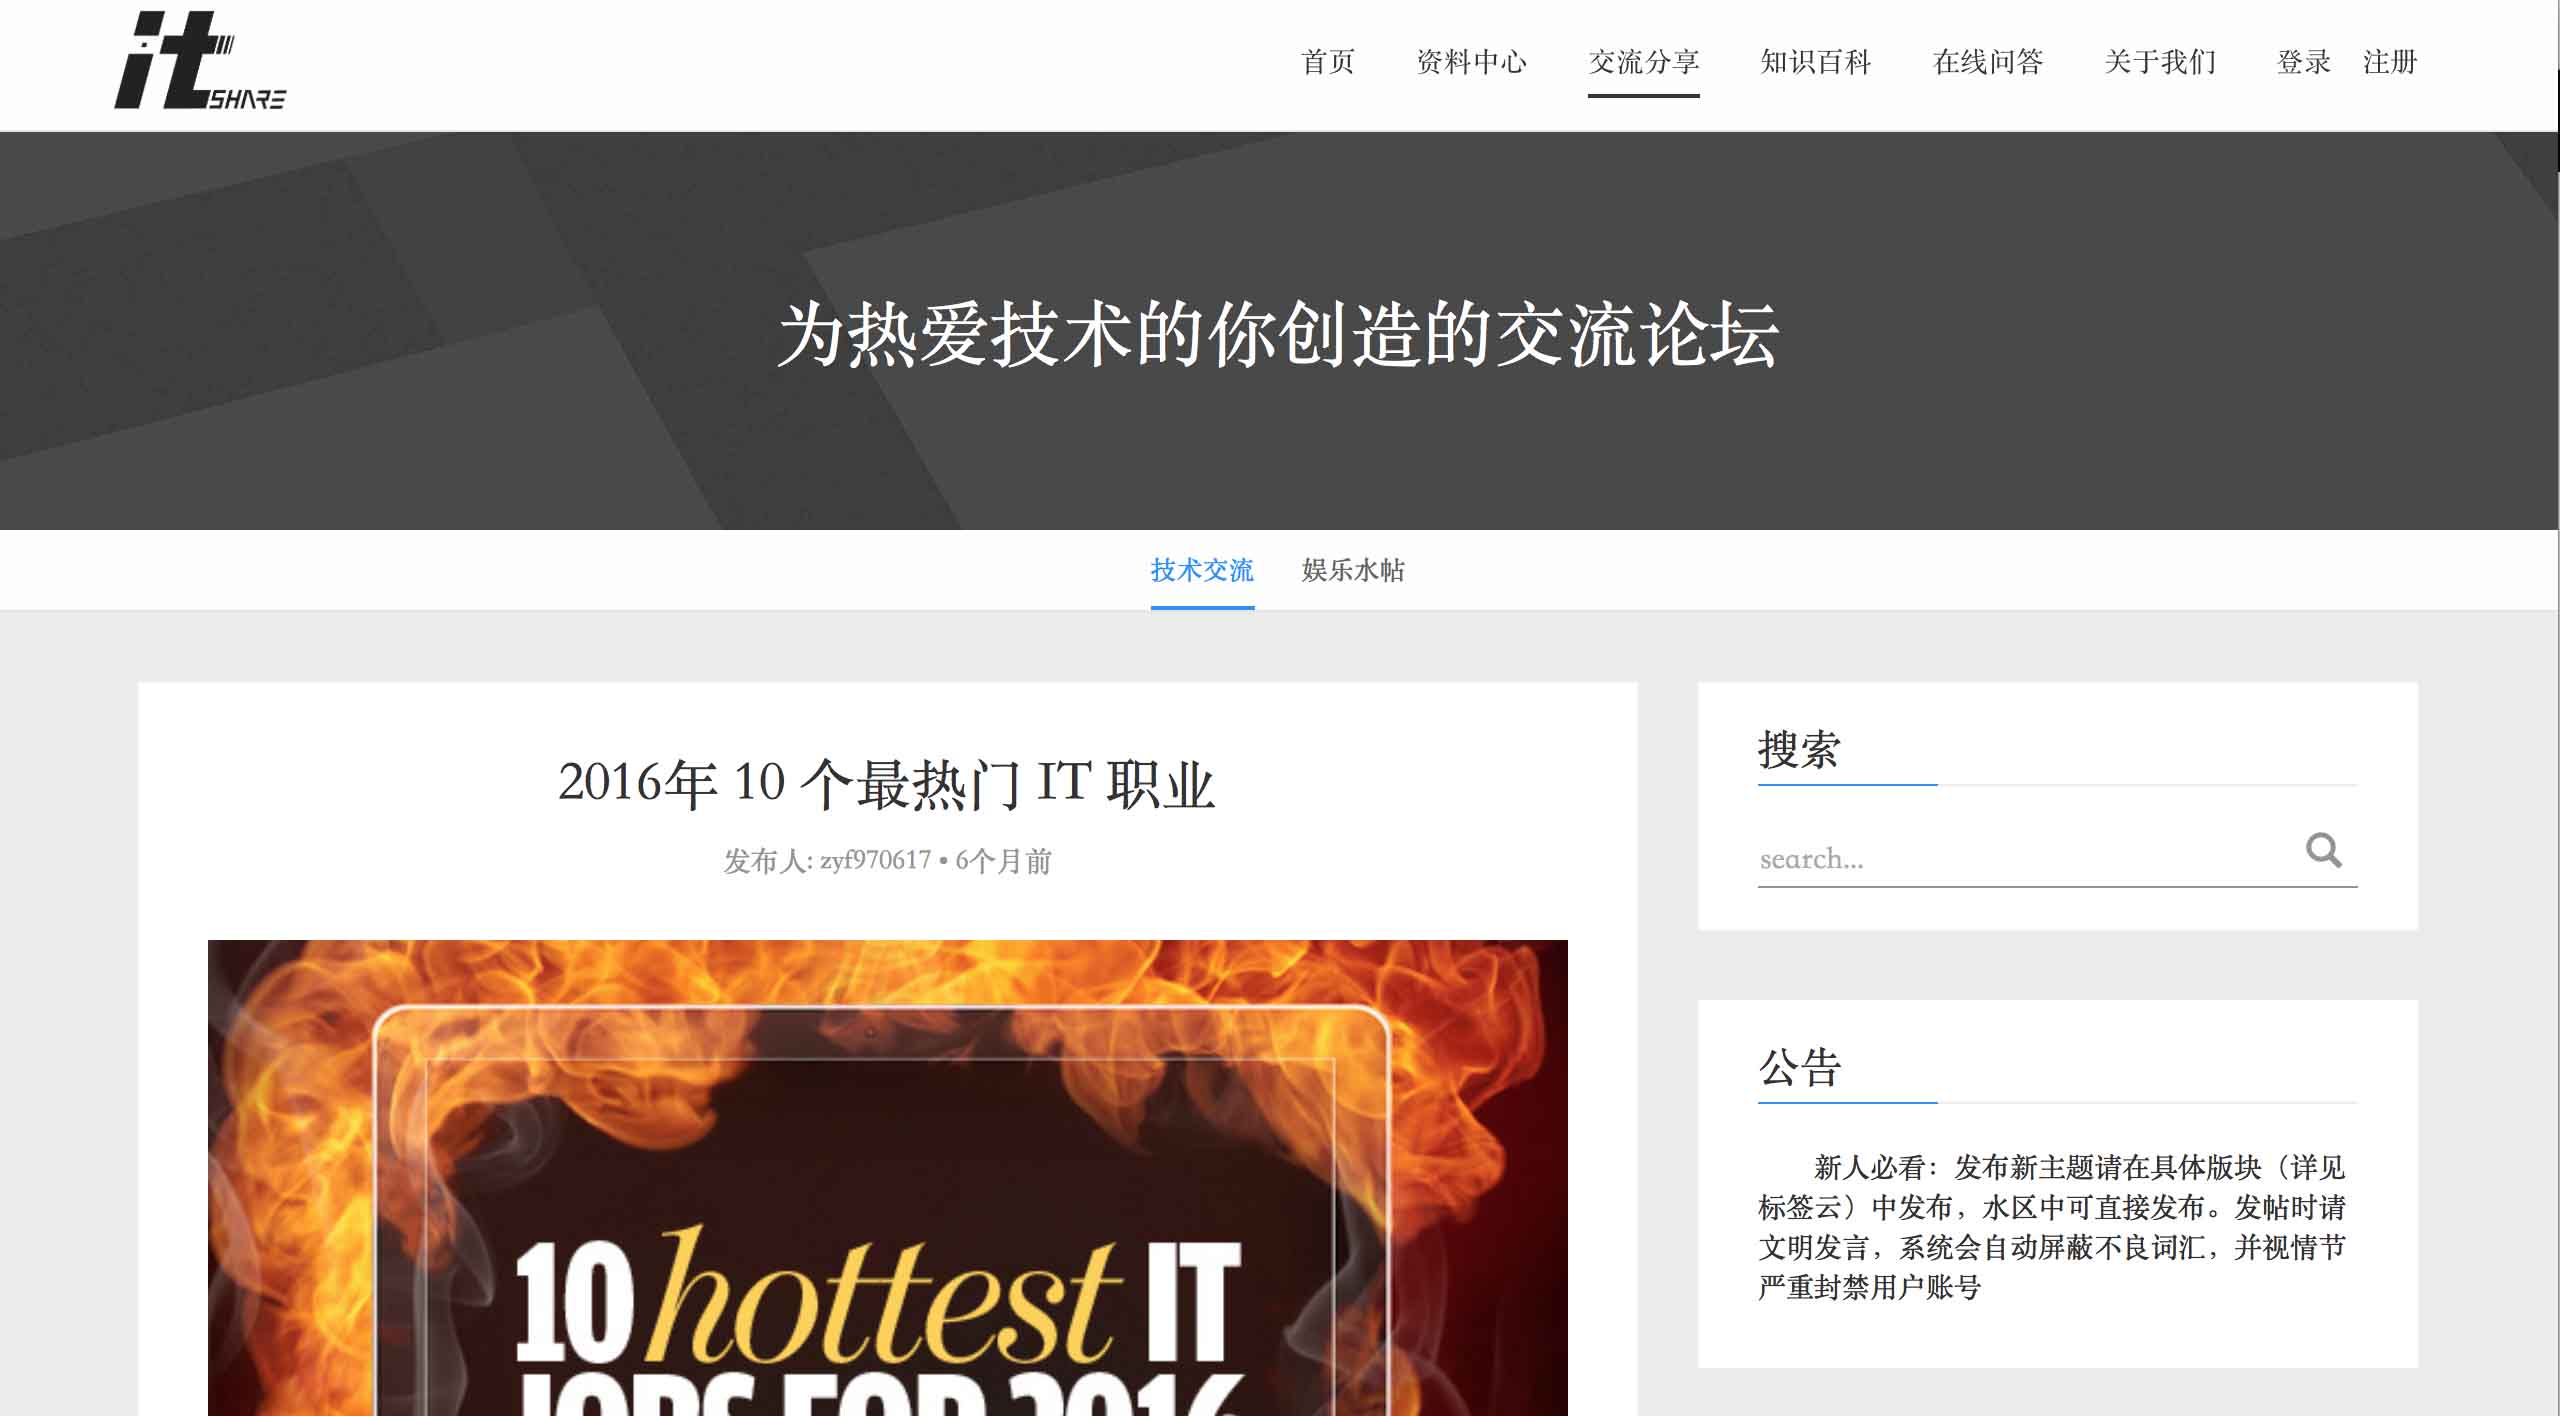 it SHARE
首页 资料中心 交流分享 知识百科 在线问答 关于我们 登录 注册
为热爱技术的你创造的交流论坛
技术交流 娱乐水帖
2016年 10 个最热门 IT 职业
发布人: zyf970617 • 6个月前
10 hottest IT
JOBS FOR 2016
搜索
search...
公告
新人必看：发布新主题请在具体版块（详见
标签云）中发布，水区中可直接发布。发帖时请
文明发言，系统会自动屏蔽不良词汇，并视情节
严重封禁用户账号